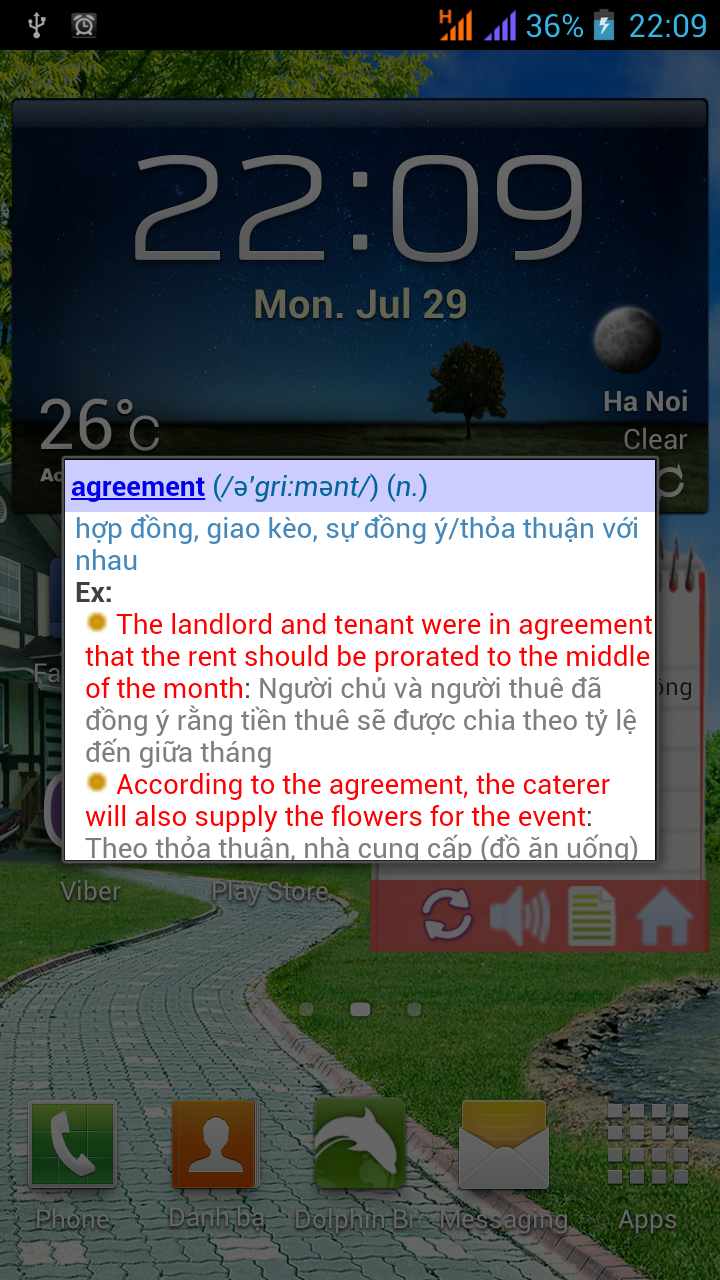 H 36% 22:09
22:09
Mon. Jul 29
Ha Noi
26°C
Clear
agreement (/ə'gri:mənt/) (n.)
hợp đồng, giao kèo, sự đồng ý/thỏa thuận với
nhau
Ex:
The landlord and tenant were in agreement
that the rent should be prorated to the middle
of the month: Người chủ và người thuê đã
đồng ý rằng tiền thuê sẽ được chia theo tỷ lệ
đến giữa tháng
According to the agreement, the caterer
will also supply the flowers for the event:
Theo thỏa thuận, nhà cung cấp (đồ ăn uống)
Viber Play Store
Phone Danh bạ Dolphin Br Messaging Apps